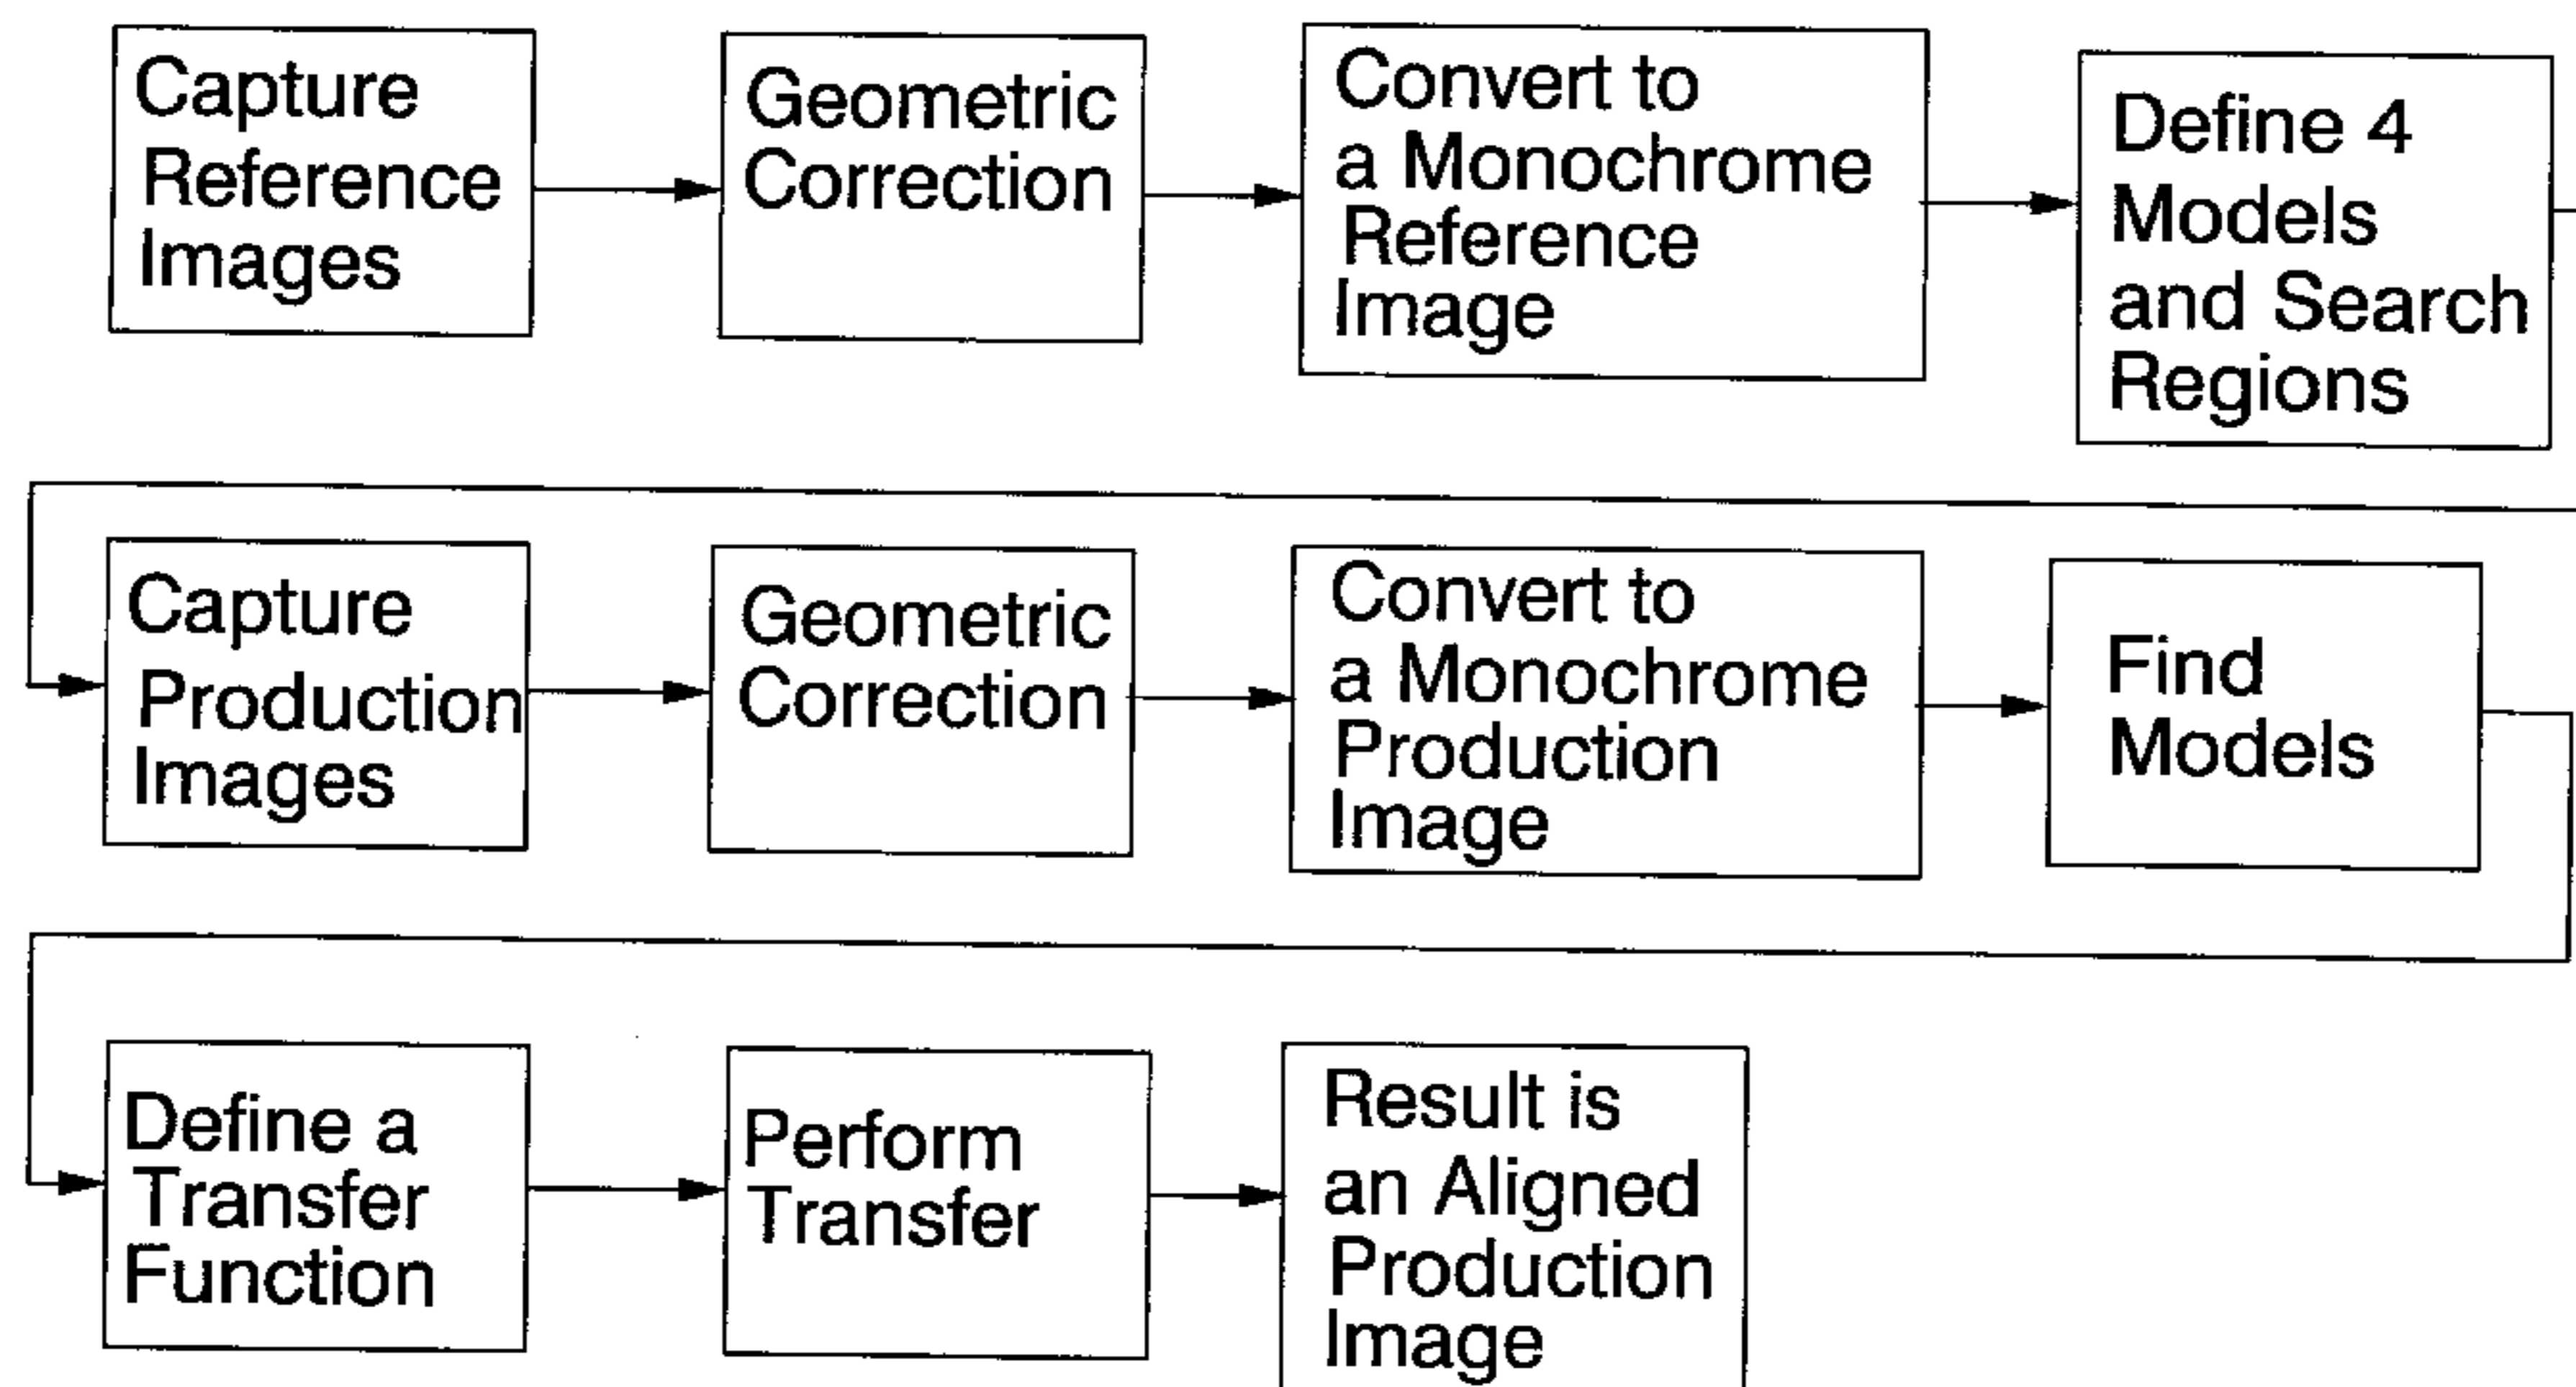 Capture
Reference
Images
Geometric
Correction
Convert to
a Monochrome
Reference
Image
Define 4
Models
and Search
Regions
Capture
Production
Images
Geometric
Correction
Convert to
a Monochrome
Production
Image
Find
Models
Define a
Transfer
Function
Perform
Transfer
Result is
an Aligned
Production
Image